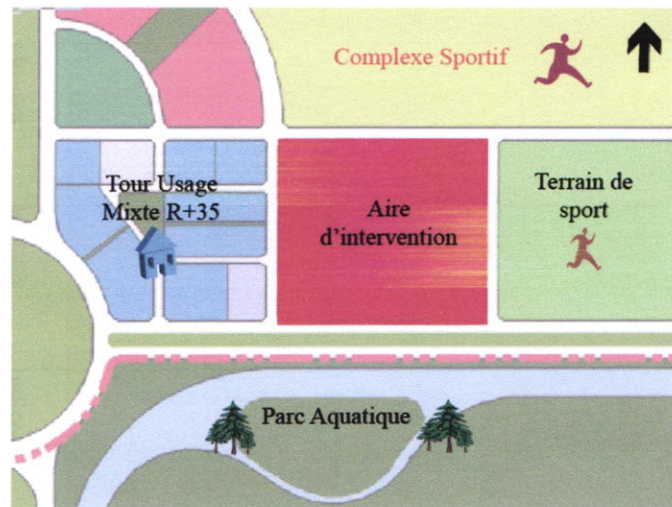 Complexe Sportif
Tour Usage
Mixte R+35
Aire
d'intervention
Terrain de
sport
Parc Aquatique